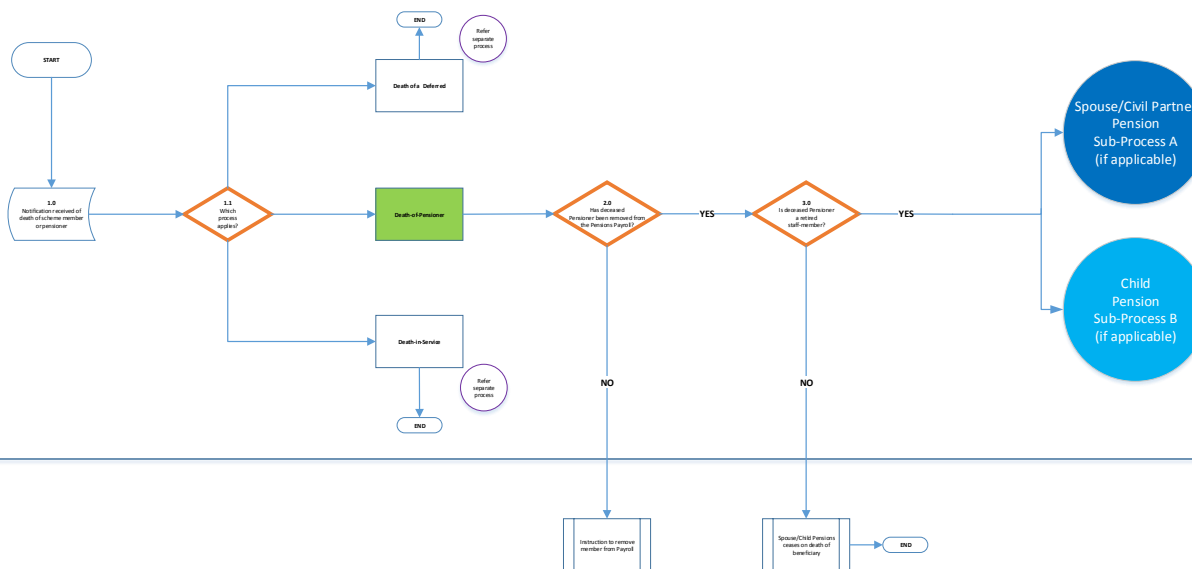 END
Refer
separate
process
START
Death of a Deferred
Spouse/Civil Partne
Pension
Sub-Process A
(if applicable)
1.0
Notification received of
death of scheme member
or pensioner
1.1
Which
process
applies?
Death-of-Pensioner
2.0
Has deceased
Pensioner been removed from
the Pensions Payroll?
YES
3.0
Is deceased Pensioner
a retired
staff-member?
YES
Child
Pension
Sub-Process B
(if applicable)
Death-in-Service
Refer
separate
process
NO
NO
END
Instruction to remove
member from Payroll
Spouse/Child Pensions
ceases on death of
beneficiary
END